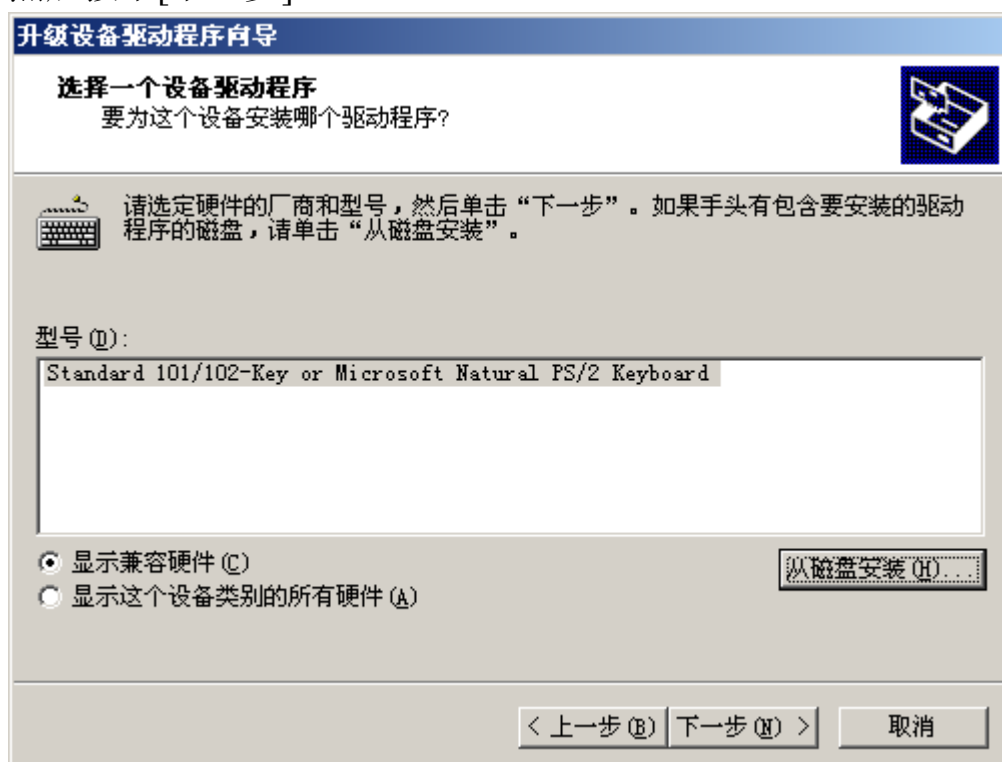 升级设备驱动程序向导
选择一个设备驱动程序
要为这个设备安装哪个驱动程序?
请选定硬件的厂商和型号，然后单击“下一步”。如果手头有包含要安装的驱动
程序的磁盘，请单击“从磁盘安装”。
型号(D):
Standard 101/102-Key or Microsoft Natural PS/2 Keyboard
显示兼容硬件(C)
从磁盘安装(H)...
显示这个设备类别的所有硬件(A)
< 上一步(B) 下一步(N) > 取消